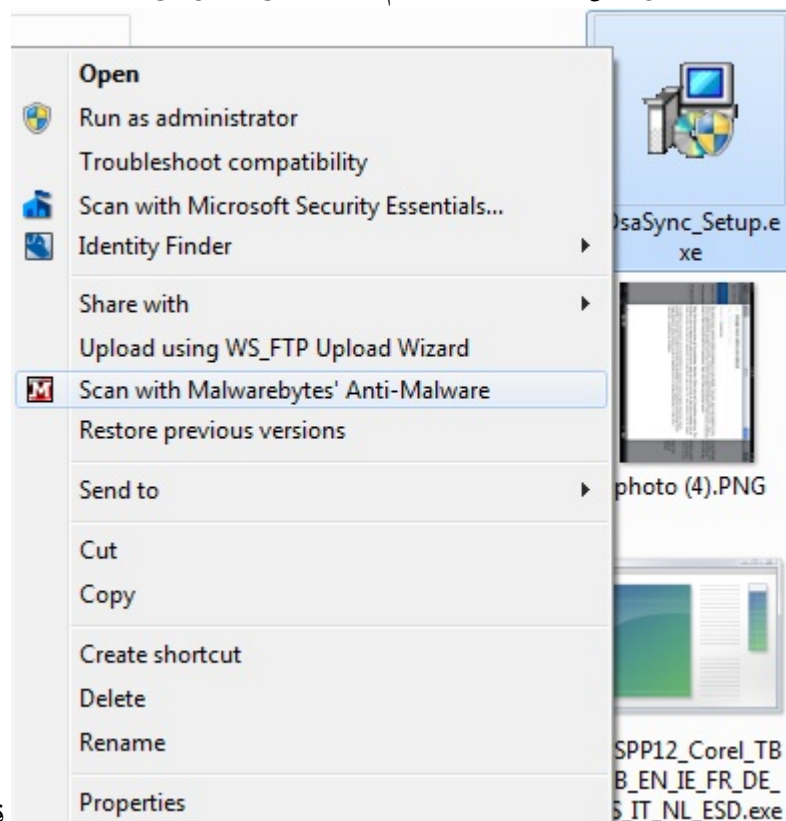 Open
Run as administrator
Troubleshoot compatibility
Scan with Microsoft Security Essentials...
Identity Finder
Share with
Upload using WS_FTP Upload Wizard
Scan with Malwarebytes' Anti-Malware
Restore previous versions
Send to
Cut
Copy
Create shortcut
Delete
Rename
Properties
saSync_Setup.e
xe
photo (4).PNG
SPP12_Corel_TB
B_EN_IE_FR_DE_
S_IT_NL_ESD.exe